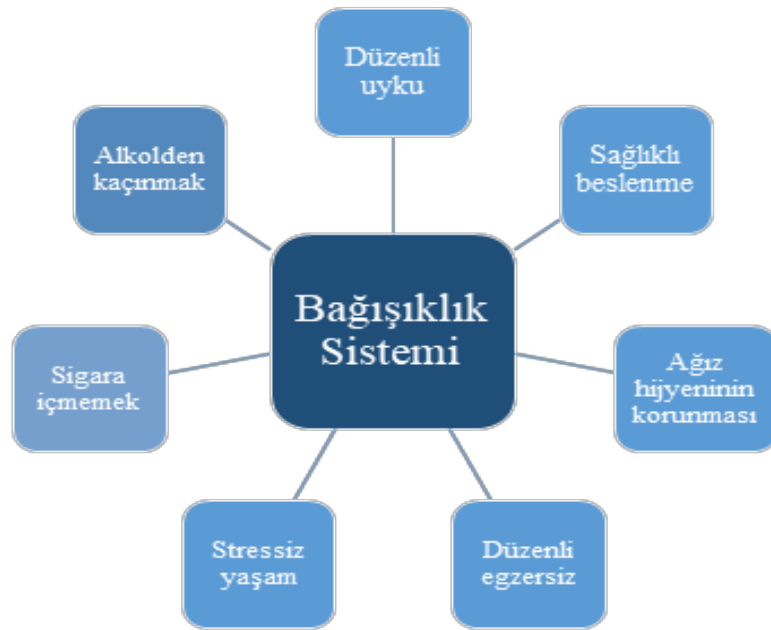 Düzenli
uyku
Sağlıklı
beslenme
Ağız
hijyeninin
korunması
Düzenli
egzersiz
Stressiz
yaşam
Sigara
içmemek
Alkolden
kaçınmak
Bağışıklık
Sistemi